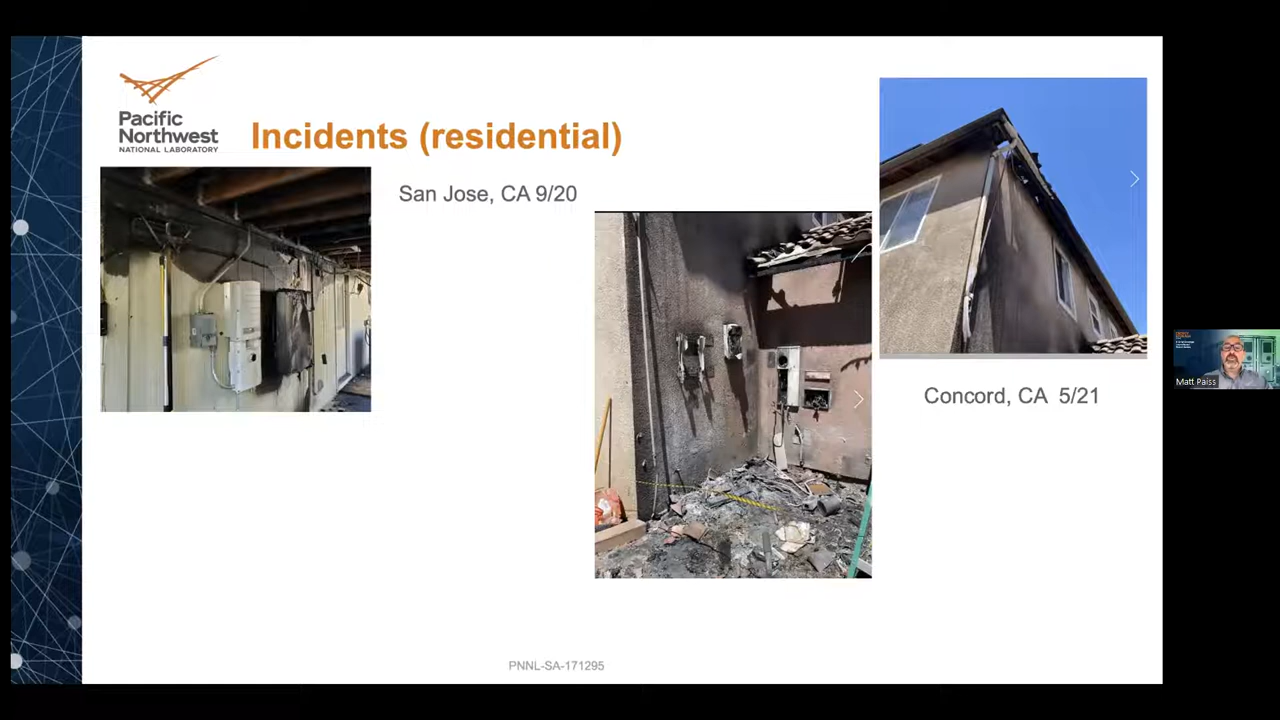 Pacific
Northwest
NATIONAL LABORATORY
Incidents (residential)
San Jose, CA 9/20
Concord, CA 5/21
Matt Paiss
PNNL-SA-171295